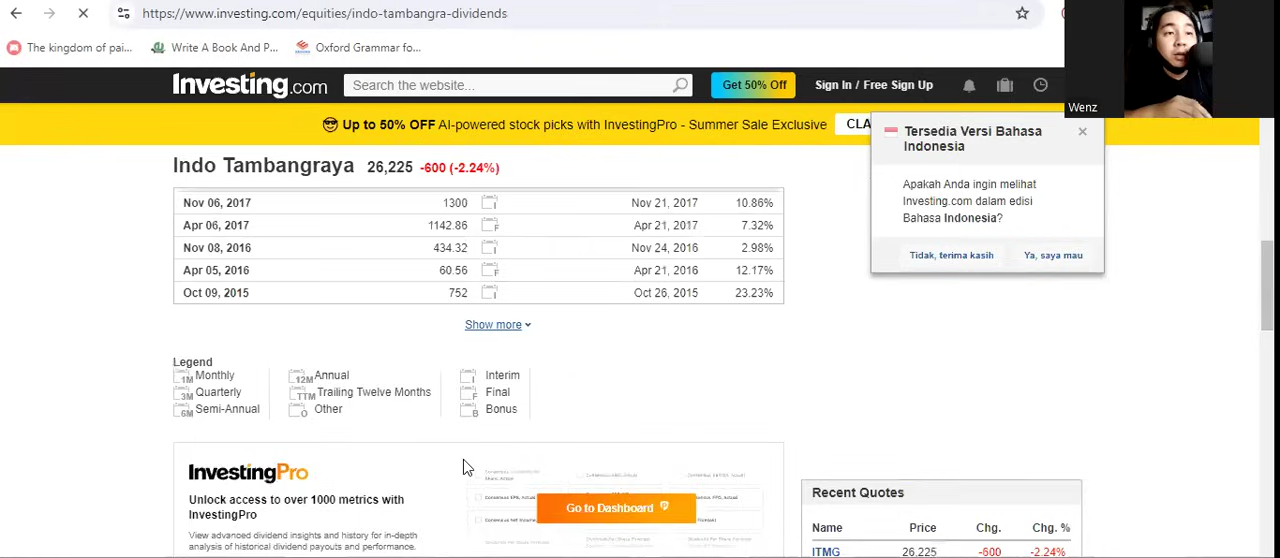 https://www.investing.com/equities/indo-tambangra-dividends
The kingdom of pai...
Write A Book And P...
Oxford Grammar fo...
Investing.com
Search the website...
Get 50% Off
Sign In / Free Sign Up
Wenz
Up to 50% OFF AI-powered stock picks with InvestingPro - Summer Sale Exclusive
CLA
Tersedia Versi Bahasa
Indonesia
Apakah Anda ingin melihat
Investing.com dalam edisi
Bahasa Indonesia?
Tidak, terima kasih
Ya, saya mau
Indo Tambangraya 26,225 -600 (-2.24%)
Nov 06, 2017 1300 I Nov 21, 2017 10.86%
Apr 06, 2017 1142.86 F Apr 21, 2017 7.32%
Nov 08, 2016 434.32 I Nov 24, 2016 2.98%
Apr 05, 2016 60.56 F Apr 21, 2016 12.17%
Oct 09, 2015 752 I Oct 26, 2015 23.23%
Show more
Legend
1M Monthly
3M Quarterly
6M Semi-Annual
12M Annual
TTM Trailing Twelve Months
O Other
I Interim
F Final
B Bonus
InvestingPro
Unlock access to over 1000 metrics with
InvestingPro
View advanced dividend insights and history for in-depth
analysis of historical dividend payouts and performance.
Go to Dashboard
Recent Quotes
Name Price Chg. Chg. %
ITMG 26,225 -600 -2.24%